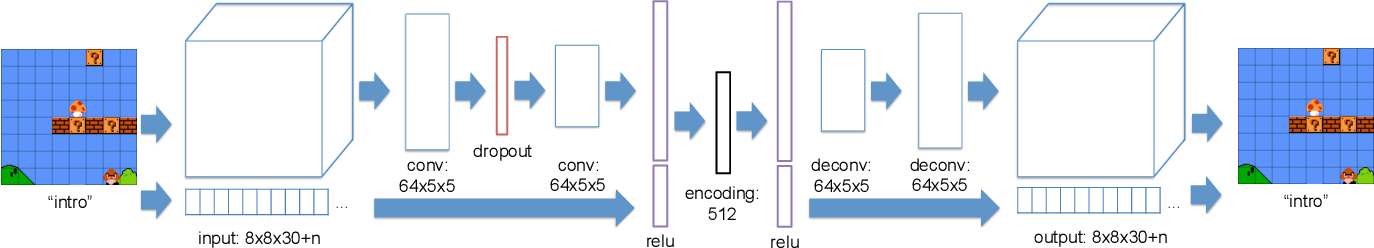 "intro"
input: 8x8x30+n
...
conv:
64x5x5
dropout
conv:
64x5x5
relu
encoding:
512
relu
deconv:
64x5x5
deconv:
64x5x5
output: 8x8x30+n
...
"intro"
? 
? ?
? 
? ?